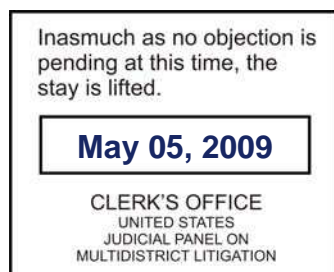 Inasmuch as no objection is
pending at this time, the
stay is lifted.
May 05, 2009
CLERK'S OFFICE
UNITED STATES
JUDICIAL PANEL ON
MULTIDISTRICT LITIGATION